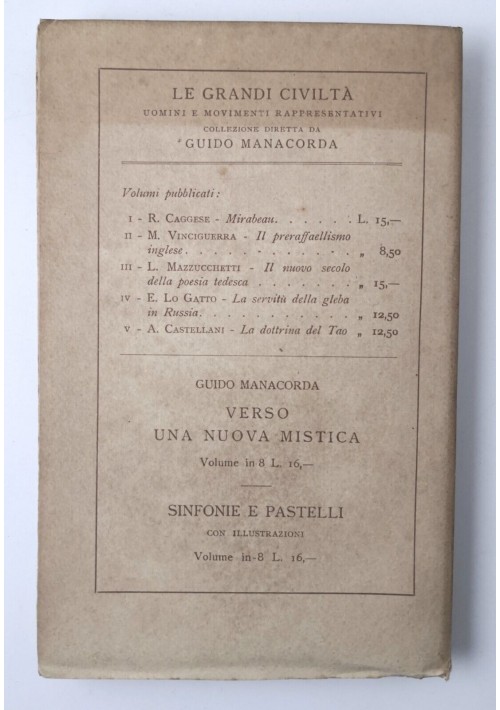 LE GRANDI CIVILTÀ
UOMINI E MOVIMENTI RAPPRESENTATIVI
COLLEZIONE DIRETTA DA
GUIDO MANACORDA
Volumi pubblicati:
I - R. CAGGESE - Mirabeau. . . . . . L. 15,—
II - M. VINCIGUERRA - Il preraffaellismo
inglese. . . . . . . . . . . . „ 8,50
III - L. MAZZUCCHETTI - Il nuovo secolo
della poesia tedesca . . . . . . „ 15,—
IV - E. LO GATTO - La servitù della gleba
in Russia. . . . . . . . . . . „ 12,50
V - A. CASTELLANI - La dottrina del Tao „ 12,50
GUIDO MANACORDA
VERSO
UNA NUOVA MISTICA
Volume in 8 L. 16,—
SINFONIE E PASTELLI
CON ILLUSTRAZIONI
Volume in-8 L. 16,—